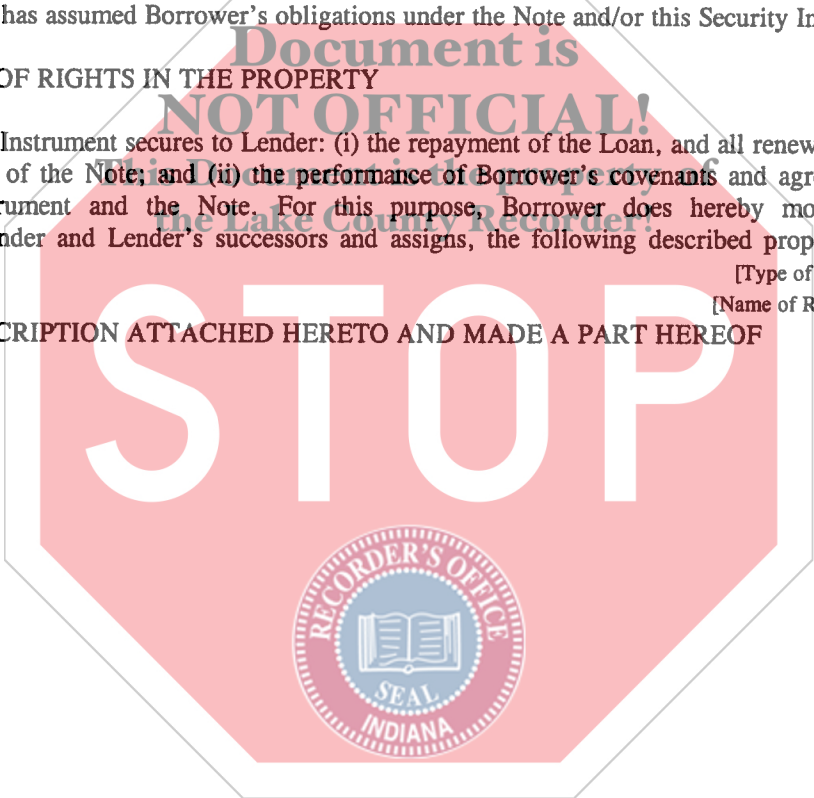 has assumed Borrower's obligations under the Note and/or this Security In
Document is
OF RIGHTS IN THE PROPERTY
NOT OFFICIAL!
Instrument secures to Lender: (i) the repayment of the Loan, and all renew
This Document is the property of
of the Note; and (ii) the performance of Borrower's covenants and agr
rument and the Note. For this purpose, Borrower does hereby mo
the Lake County Recorder!
nder and Lender's successors and assigns, the following described prop
[Type of
[Name of R
CRIPTION ATTACHED HERETO AND MADE A PART HEREOF
STOP
RECORDER'S OFFICE
SEAL
INDIANA